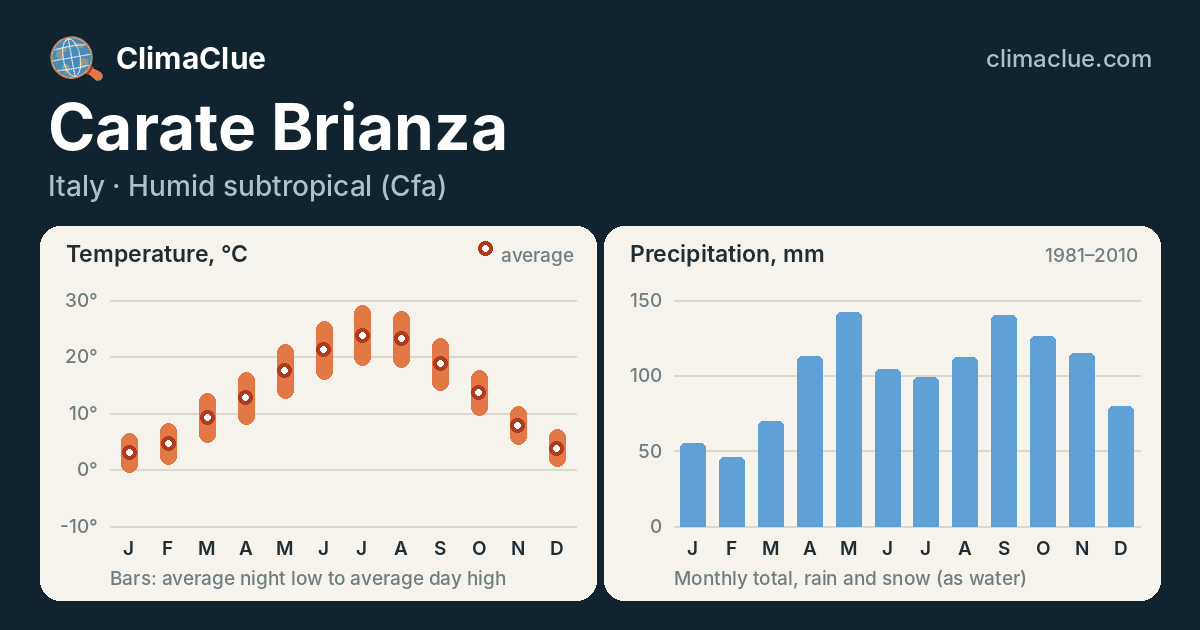 ClimaClue
climaclue.com
Carate Brianza
Italy · Humid subtropical (Cfa)
Temperature, °C
average
30°
20°
10°
0°
-10°
J F M A M J J A S O N D
Bars: average night low to average day high
Precipitation, mm
1981–2010
150
100
50
0
J F M A M J J A S O N D
Monthly total, rain and snow (as water)